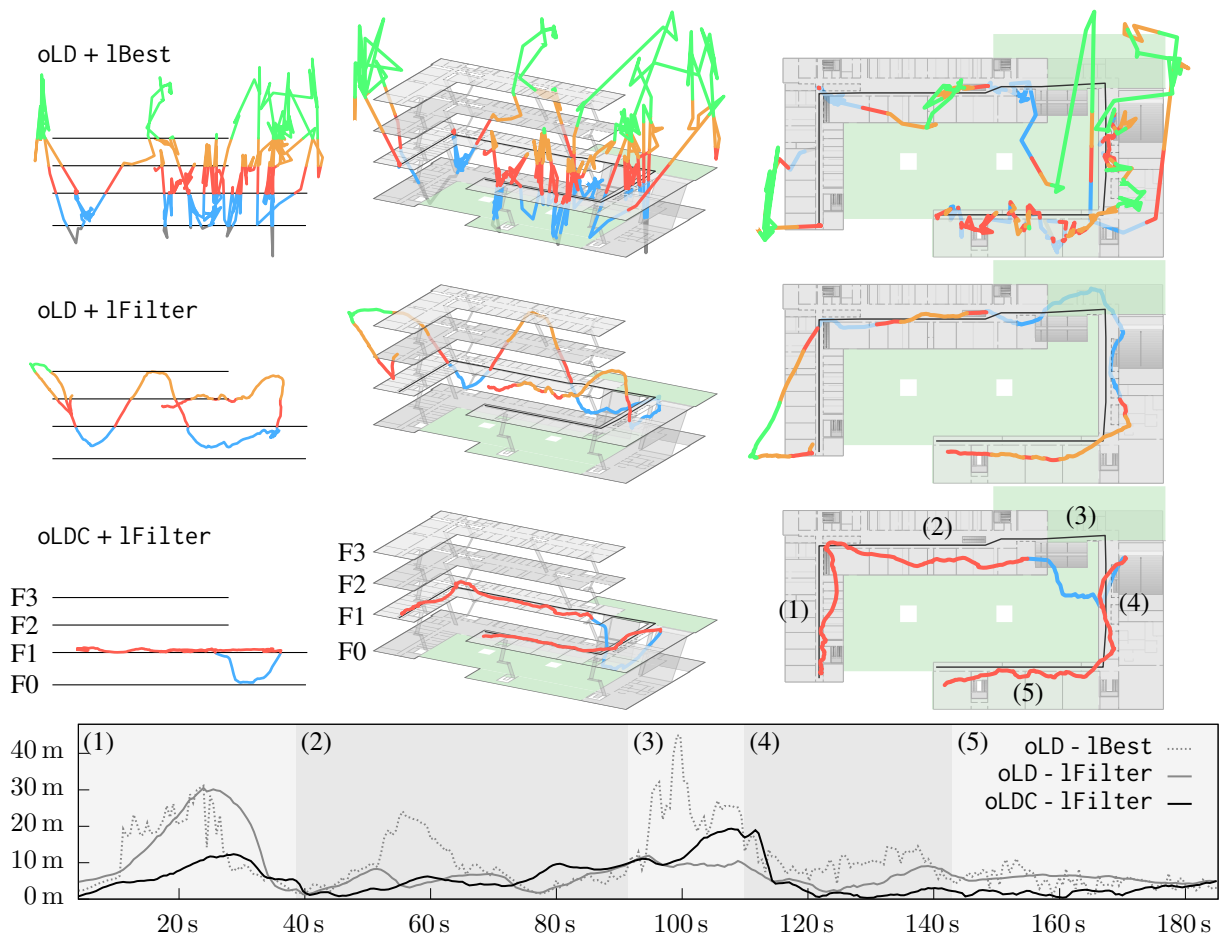 oLD + lBest
oLD + lFilter
oLDC + lFilter
F3
F2
F1
F0
F3
F2
F1
F0
(1)
(2)
(3)
(4)
(5)
(1)
(2)
(3)
(4)
(5)
oLD - lBest
oLD - lFilter
oLDC - lFilter
40 m
30 m
20 m
10 m
0 m
20 s
40 s
60 s
80 s
100 s
120 s
140 s
160 s
180 s